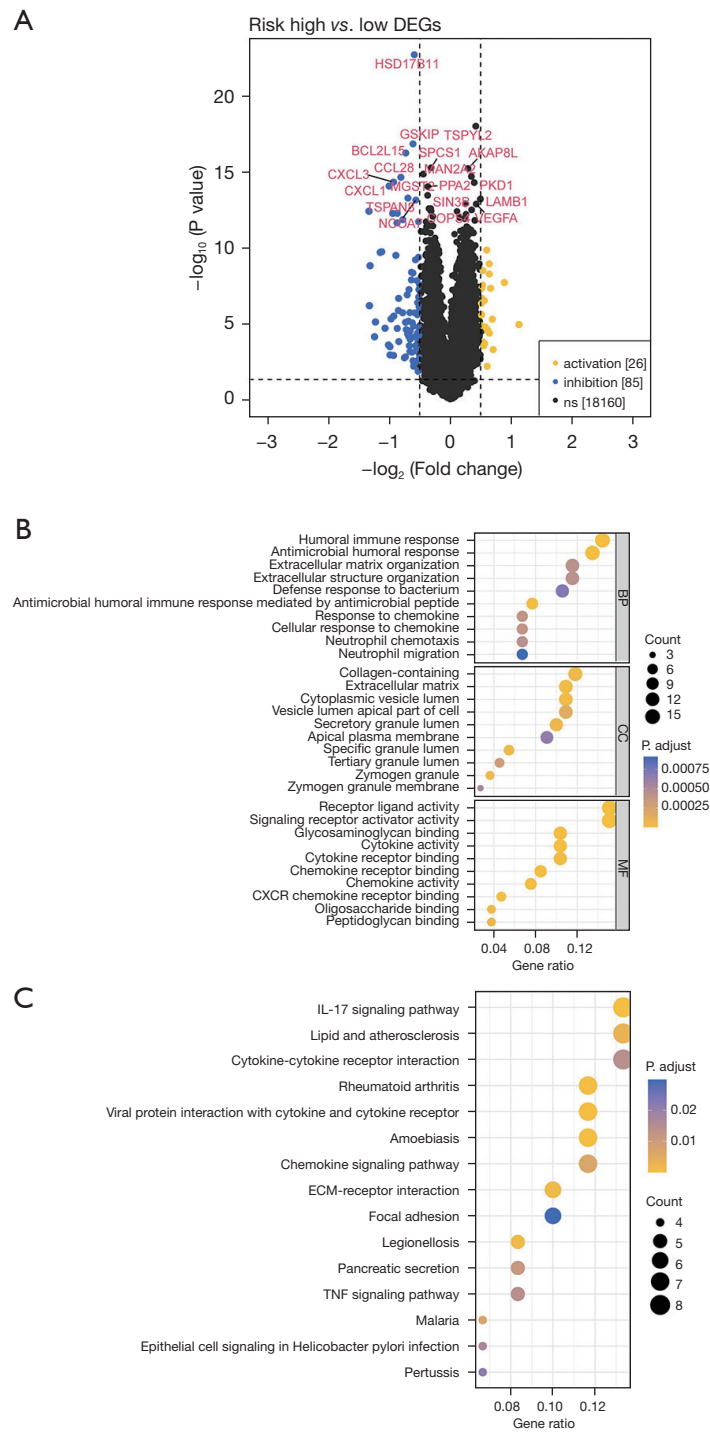 A
Risk high vs. low DEGs
HSD17B11
GSKIP TSPYL2
BCL2L15 SPCS1 AKAP8L
CCL28 MAN2A2
CXCL3
CXCL1 MGST2 PPA2 PKD1
TSPAN8 SIN3B LAMB1
VEGFA
20
15
10
5
0
−log10 (P value)
activation [26]
inhibition [85]
ns [18160]
−3 −2 −1 0 1 2 3
−log2 (Fold change)
B
Humoral immune response
Antimicrobial humoral response
Extracellular matrix organization
Extracellular structure organization
Defense response to bacterium
Antimicrobial humoral immune response mediated by antimicrobial peptide
Response to chemokine
Cellular response to chemokine
Neutrophil chemotaxis
Neutrophil migration
BP
Collagen-containing
Extracellular matrix
Cytoplasmic vesicle lumen
Vesicle lumen apical part of cell
Secretory granule lumen
Apical plasma membrane
Specific granule lumen
Tertiary granule lumen
Zymogen granule
Zymogen granule membrane
CC
Receptor ligand activity
Signaling receptor activator activity
Glycosaminoglycan binding
Cytokine activity
Cytokine receptor binding
Chemokine receptor binding
Chemokine activity
CXCR chemokine receptor binding
Oligosaccharide binding
Peptidoglycan binding
MF
0.04 0.08 0.12
Gene ratio
Count
3
6
9
12
15
P. adjust
0.00075
0.00050
0.00025
C
IL-17 signaling pathway
Lipid and atherosclerosis
Cytokine-cytokine receptor interaction
Rheumatoid arthritis
Viral protein interaction with cytokine and cytokine receptor
Amoebiasis
Chemokine signaling pathway
ECM-receptor interaction
Focal adhesion
Legionellosis
Pancreatic secretion
TNF signaling pathway
Malaria
Epithelial cell signaling in Helicobacter pylori infection
Pertussis
0.08 0.10 0.12
Gene ratio
P. adjust
0.02
0.01
Count
4
5
6
7
8